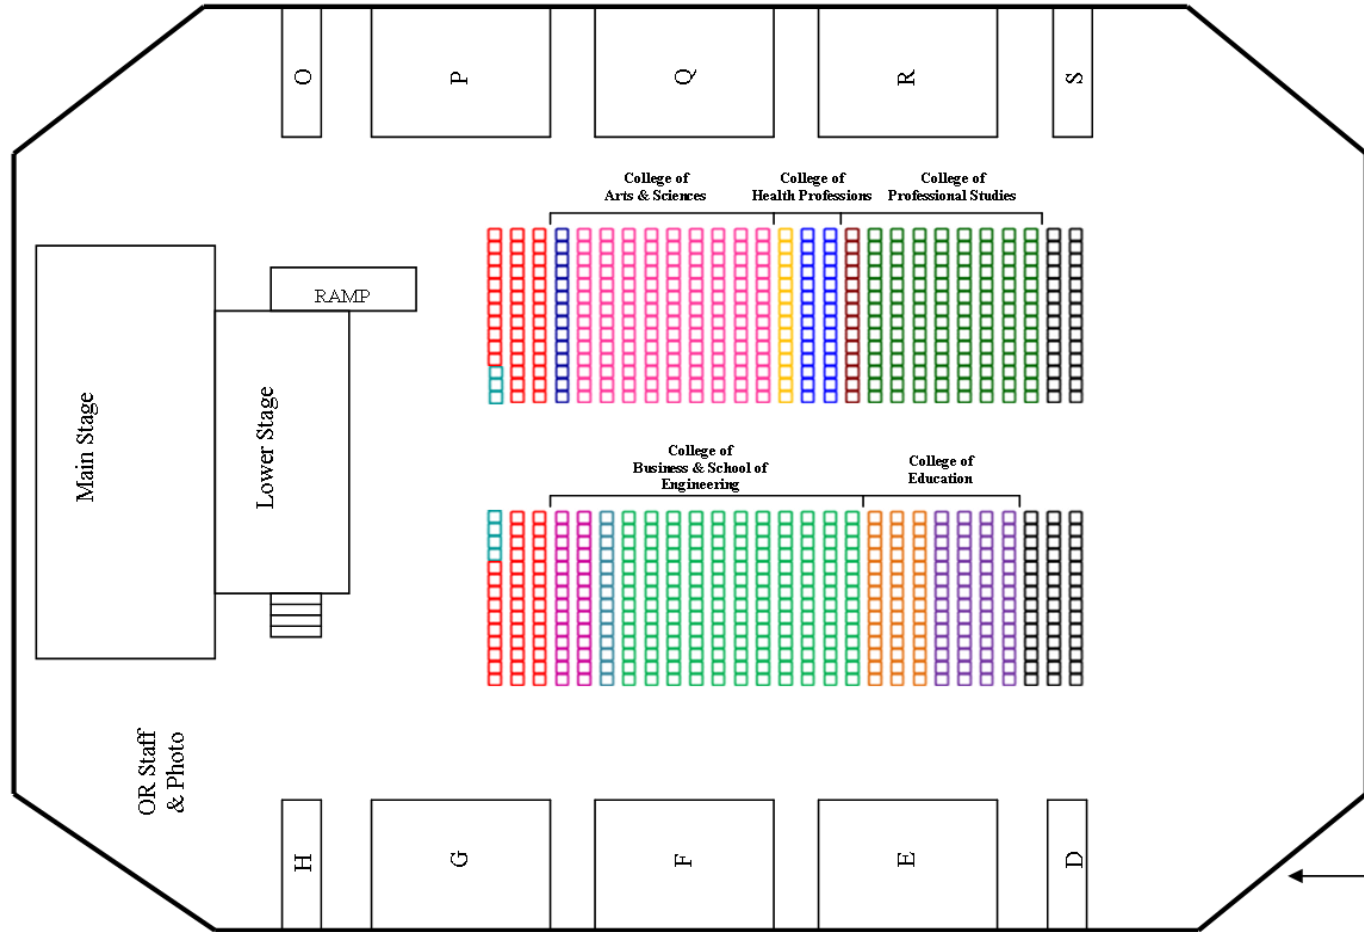 O
P
Q
R
S
College of
Arts & Sciences
College of
Health Professions
College of
Professional Studies
RAMP
Main Stage
Lower Stage
College of
Business & School of
Engineering
College of
Education
OR Staff
& Photo
H
G
F
E
D